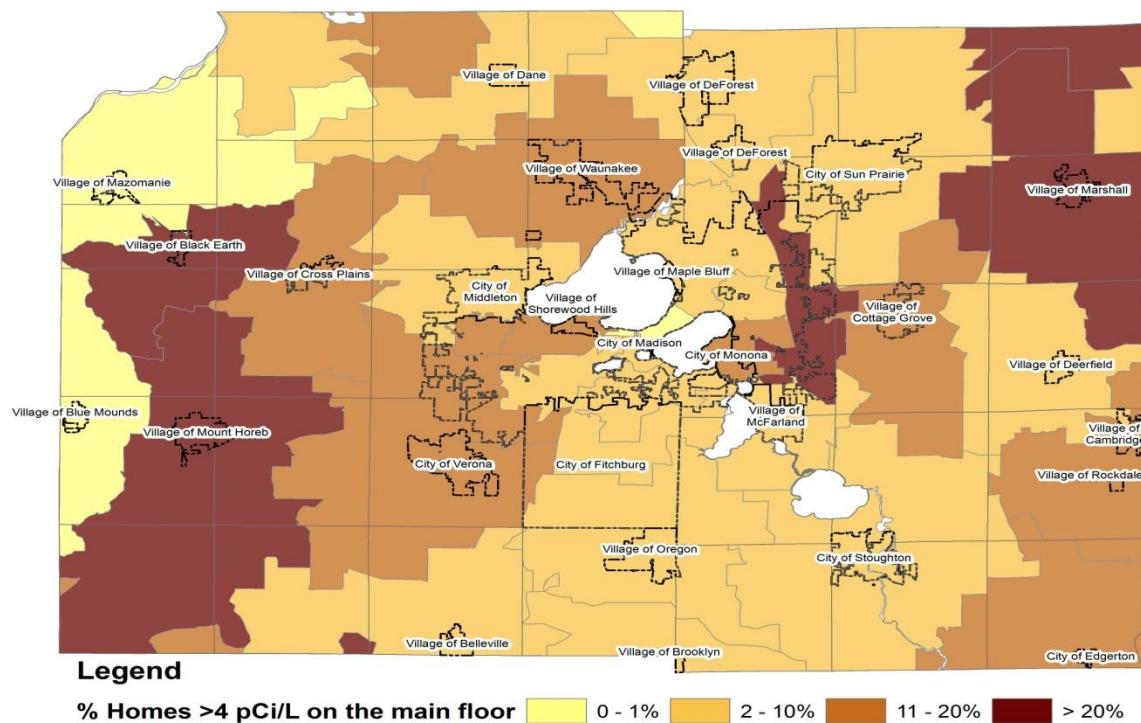 Village of Dane
Village of DeForest
Village of DeForest
Village of Waunakee
City of Sun Prairie
Village of Mazomanie
Village of Marshall
Village of Black Earth
Village of Cross Plains
City of
Middleton
Village of Maple Bluff
Village of
Shorewood Hills
Village of
Cottage Grove
City of Madison
City of Monona
Village of Deerfield
Village of Blue Mounds
Village of Mount Horeb
Village of
McFarland
Village of
Cambridge
City of Verona
City of Fitchburg
Village of Rockdale
Village of Oregon
City of Stoughton
Village of Belleville
Village of Brooklyn
City of Edgerton
Legend
% Homes >4 pCi/L on the main floor 0 - 1% 2 - 10% 11 - 20% > 20%